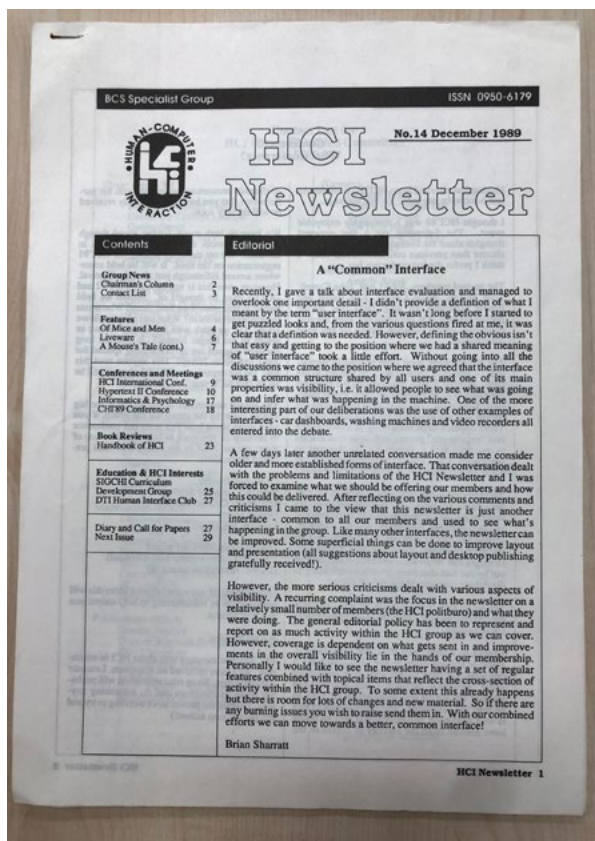 BCS Specialist Group
ISSN 0950-6179
HUMAN-COMPUTER INTERACTION
HCI
Newsletter
No.14 December 1989
Contents
Group News
Chairman's Column 2
Contact List 3
Features
Of Mice and Men 4
Liveware 6
A Mouse's Tale (cont.) 7
Conferences and Meetings
HCI International Conf. 9
Hypertext II Conference 10
Informatics & Psychology 17
CHI'89 Conference 18
Book Reviews
Handbook of HCI 23
Education & HCI Interests
SIGCHI Curriculum
Development Group 25
DTI Human Interface Club 27
Diary and Call for Papers 27
Next Issue 29
Editorial
A "Common" Interface
Recently, I gave a talk about interface evaluation and managed to
overlook one important detail - I didn't provide a defintion of what I
meant by the term "user interface". It wasn't long before I started to
get puzzled looks and, from the various questions fired at me, it was
clear that a defintion was needed. However, defining the obvious isn't
that easy and getting to the position where we had a shared meaning
of "user interface" took a little effort. Without going into all the
discussions we came to the position where we agreed that the interface
was a common structure shared by all users and one of its main
properties was visibility, i.e. it allowed people to see what was going
on and infer what was happening in the machine. One of the more
interesting part of our deliberations was the use of other examples of
interfaces - car dashboards, washing machines and video recorders all
entered into the debate.
A few days later another unrelated conversation made me consider
older and more established forms of interface. That conversation dealt
with the problems and limitations of the HCI Newsletter and I was
forced to examine what we should be offering our members and how
this could be delivered. After reflecting on the various comments and
criticisms I came to the view that this newsletter is just another
interface - common to all our members and used to see what's
happening in the group. Like many other interfaces, the newsletter can
be improved. Some superficial things can be done to improve layout
and presentation (all suggestions about layout and desktop publishing
gratefully received!).
However, the more serious criticisms dealt with various aspects of
visibility. A recurring complaint was the focus in the newsletter on a
relatively small number of members (the HCI politburo) and what they
were doing. The general editorial policy has been to represent and
report on as much activity within the HCI group as we can cover.
However, coverage is dependent on what gets sent in and improve-
ments in the overall visibility lie in the hands of our membership.
Personally I would like to see the newsletter having a set of regular
features combined with topical items that reflect the cross-section of
activity within the HCI group. To some extent this already happens
but there is room for lots of changes and new material. So if there are
any burning issues you wish to raise send them in. With our combined
efforts we can move towards a better, common interface!
Brian Sharratt
HCI Newsletter 1